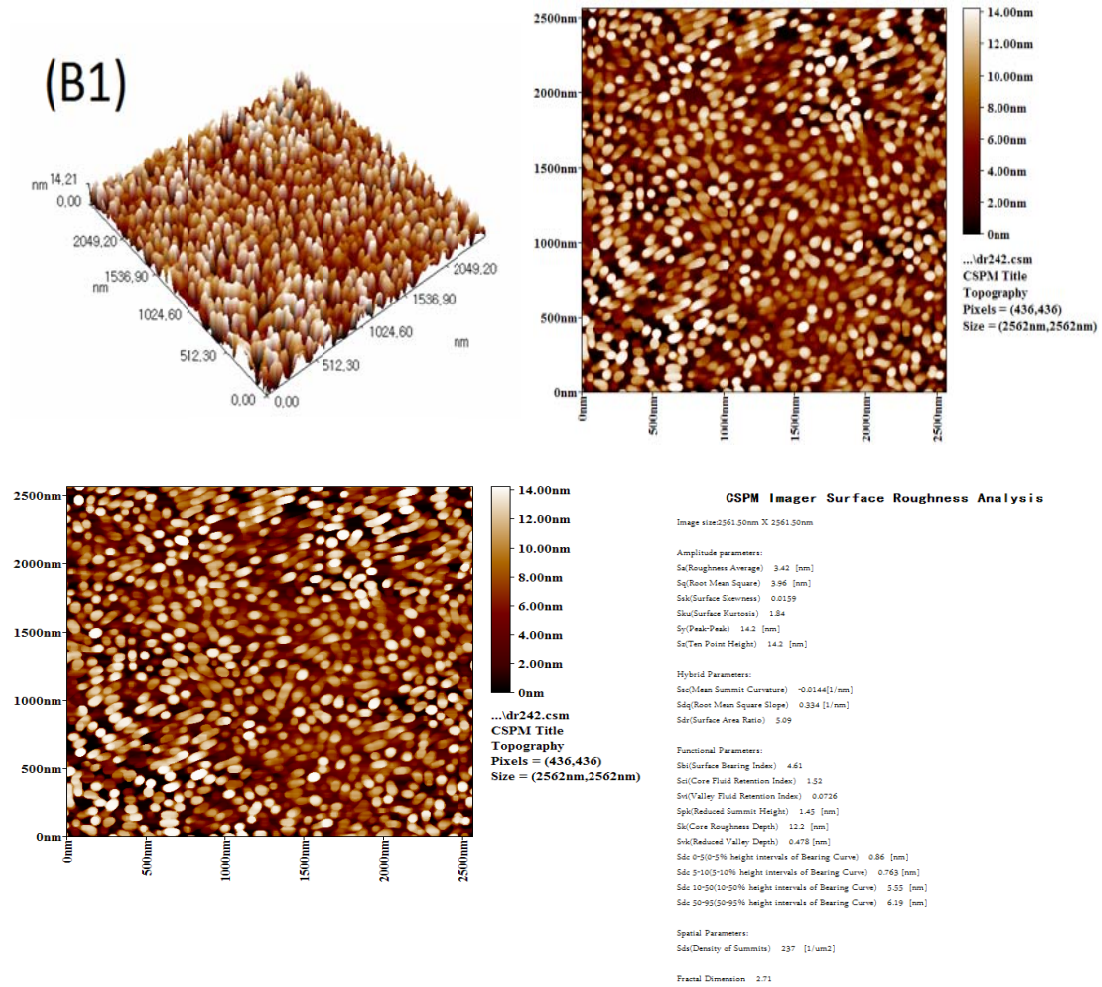 (B1)
nm 14,21
0,00
2049,20
1536,90
nm
1024,60
512,30
0,00
0,00
512,30
1024,60
nm
1536,90
2049,20
2500nm
2000nm
1500nm
1000nm
500nm
0nm
0nm
500nm
1000nm
1500nm
2000nm
2500nm
14.00nm
12.00nm
10.00nm
8.00nm
6.00nm
4.00nm
2.00nm
0nm
...\dr242.csm
CSPM Title
Topography
Pixels = (436,436)
Size = (2562nm,2562nm)
2500nm
2000nm
1500nm
1000nm
500nm
0nm
0nm
500nm
1000nm
1500nm
2000nm
2500nm
14.00nm
12.00nm
10.00nm
8.00nm
6.00nm
4.00nm
2.00nm
0nm
...\dr242.csm
CSPM Title
Topography
Pixels = (436,436)
Size = (2562nm,2562nm)
CSPM Imager Surface Roughness Analysis
Image size:2561.50nm X 2561.50nm
Amplitude parameters:
Sa(Roughness Average) 3.42 [nm]
Sq(Root Mean Square) 3.96 [nm]
Ssk(Surface Skewness) 0.0159
Sku(Surface Kurtosis) 1.84
Sy(Peak-Peak) 14.2 [nm]
Sz(Ten Point Height) 14.2 [nm]
Hybrid Parameters:
Ssc(Mean Summit Curvature) -0.0144[1/nm]
Sdq(Root Mean Square Slope) 0.334 [1/nm]
Sdr(Surface Area Ratio) 5.09
Functional Parameters:
Sbi(Surface Bearing Index) 4.61
Sci(Core Fluid Retention Index) 1.52
Svi(Valley Fluid Retention Index) 0.0726
Spk(Reduced Summit Height) 1.45 [nm]
Sk(Core Roughness Depth) 12.2 [nm]
Svk(Reduced Valley Depth) 0.478 [nm]
Sdc 0-5(0-5% height intervals of Bearing Curve) 0.86 [nm]
Sdc 5-10(5-10% height intervals of Bearing Curve) 0.763 [nm]
Sdc 10-50(10-50% height intervals of Bearing Curve) 5.55 [nm]
Sdc 50-95(50-95% height intervals of Bearing Curve) 6.19 [nm]
Spatial Parameters:
Sds(Density of Summits) 237 [1/um2]
Fractal Dimension 2.71